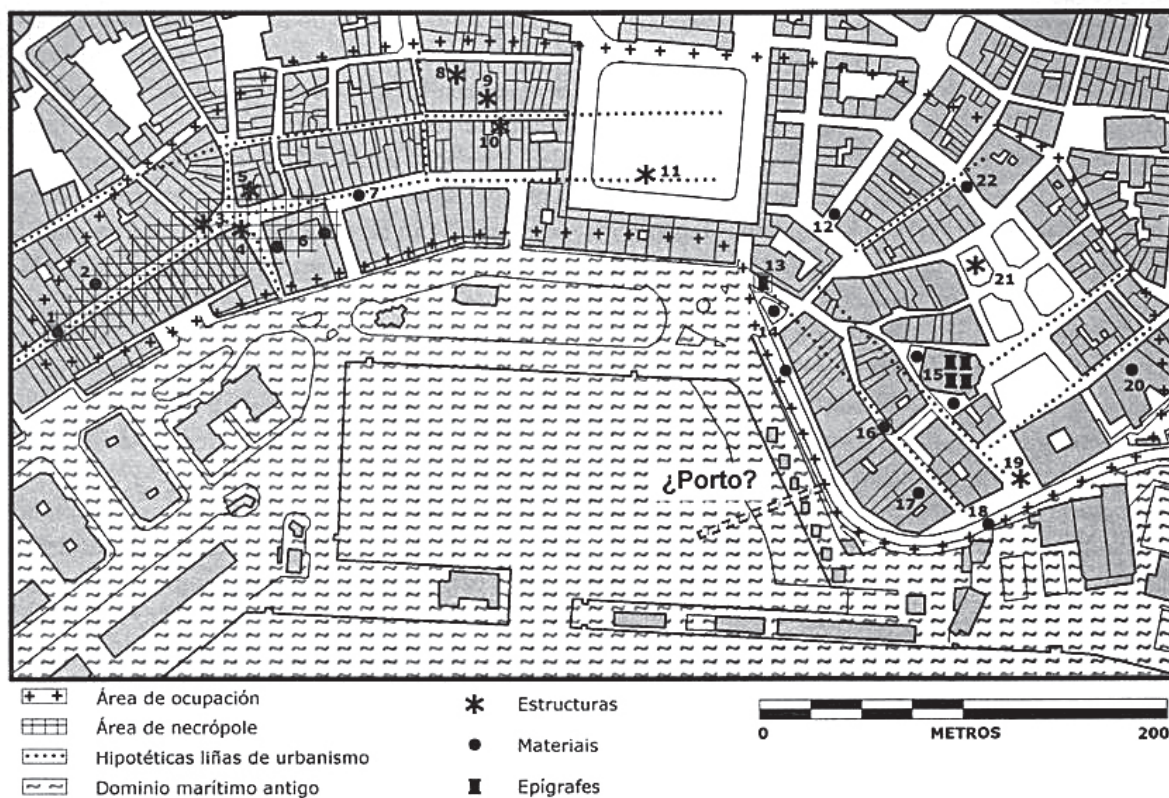 8
9
10
5
11
7
22
3
12
4
6
2
21
13
1
14
15
20
16
¿Porto?
19
17
18
Área de ocupación
Área de necrópole
Hipotéticas liñas de urbanismo
Dominio marítimo antigo
Estructuras
Materiais
Epígrafes
0 METROS 200